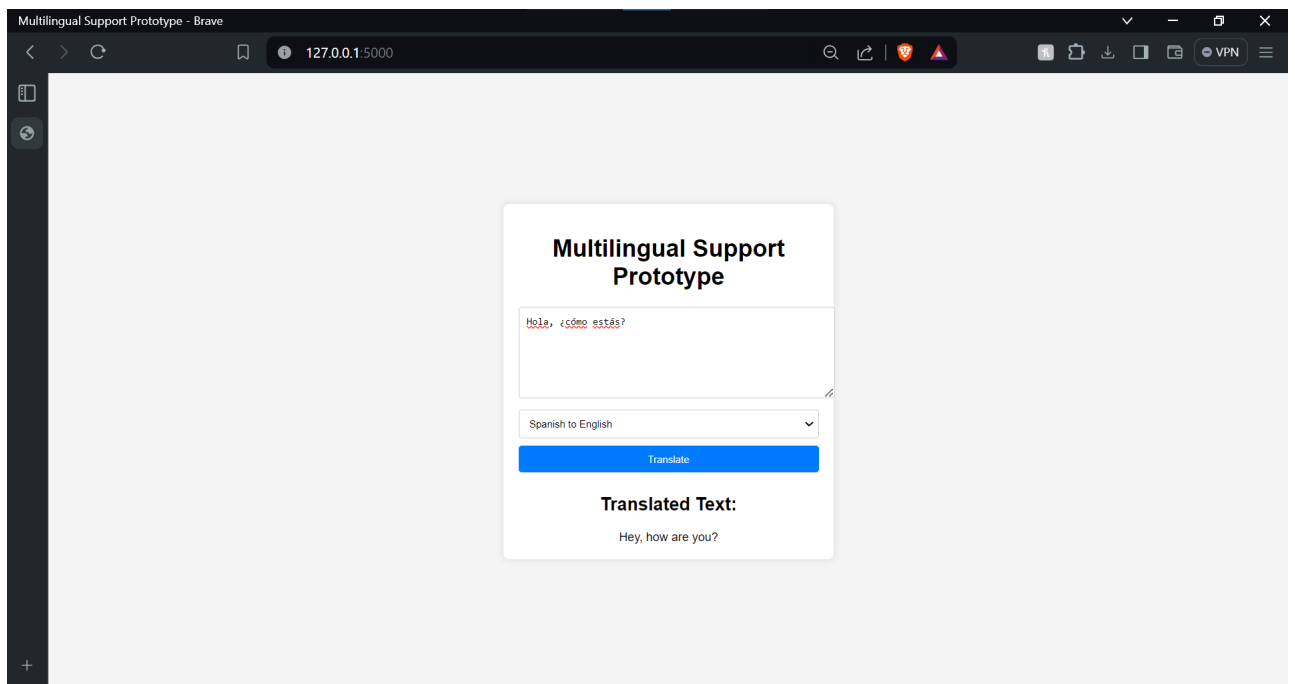 Multilingual Support Prototype - Brave
127.0.0.1:5000
VPN
Multilingual Support
Prototype
Hola, ¿cómo estás?
Spanish to English
Translate
Translated Text:
Hey, how are you?